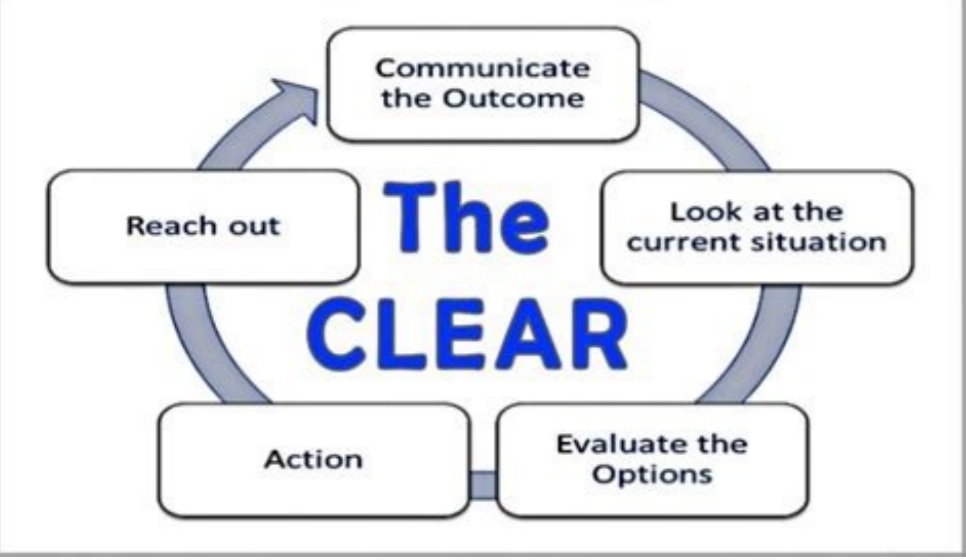 Communicate
the Outcome
Look at the
current situation
Evaluate the
Options
Action
Reach out
The
CLEAR